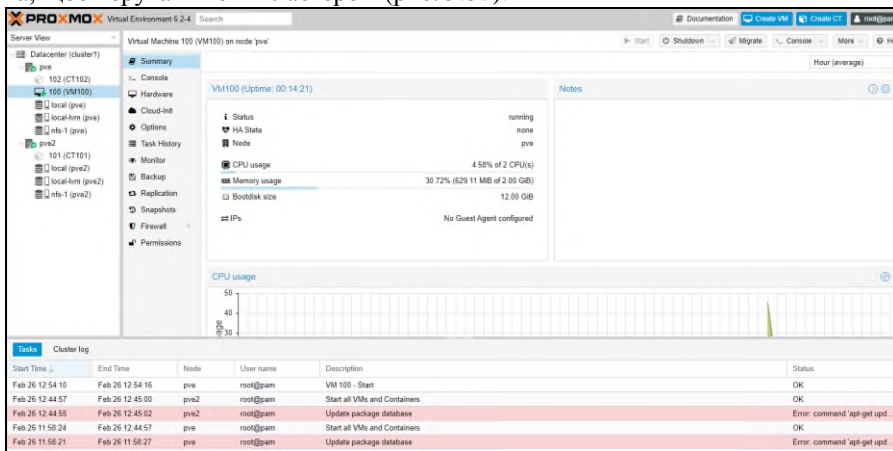 PROXMOX Virtual Environment 6.2-4 Search Documentation Create VM Create CT
Server View
Virtual Machine 100 (VM100) on node 'pve' Start Shutdown Migrate Console More
Datacenter (cluster1)
pve
102 (CT102)
100 (VM100)
local (pve)
local-lvm (pve)
nfs-1 (pve)
pve2
101 (CT101)
local (pve2)
local-lvm (pve2)
nfs-1 (pve2)
Summary
Console
Hardware
Cloud-Init
Options
Task History
Monitor
Backup
Replication
Snapshots
Firewall
Permissions
Hour (average)
VM100 (Uptime: 00:14:21)
Status running
HA State none
Node pve
CPU usage 4.58% of 2 CPU(s)
Memory usage 30.72% (629.11 MiB of 2.00 GiB)
Bootdisk size 12.00 GiB
IPs No Guest Agent configured
Notes
CPU usage
50
40
30
Tasks Cluster log
Start Time End Time Node User name Description Status
Feb 26 12:54:10 Feb 26 12:54:16 pve root@pam VM 100 - Start OK
Feb 26 12:44:57 Feb 26 12:45:00 pve2 root@pam Start all VMs and Containers OK
Feb 26 12:44:55 Feb 26 12:45:02 pve2 root@pam Update package database Error: command 'apt-get upd...
Feb 26 11:58:24 Feb 26 12:44:57 pve root@pam Start all VMs and Containers OK
Feb 26 11:58:21 Feb 26 11:58:27 pve root@pam Update package database Error: command 'apt-get upd...